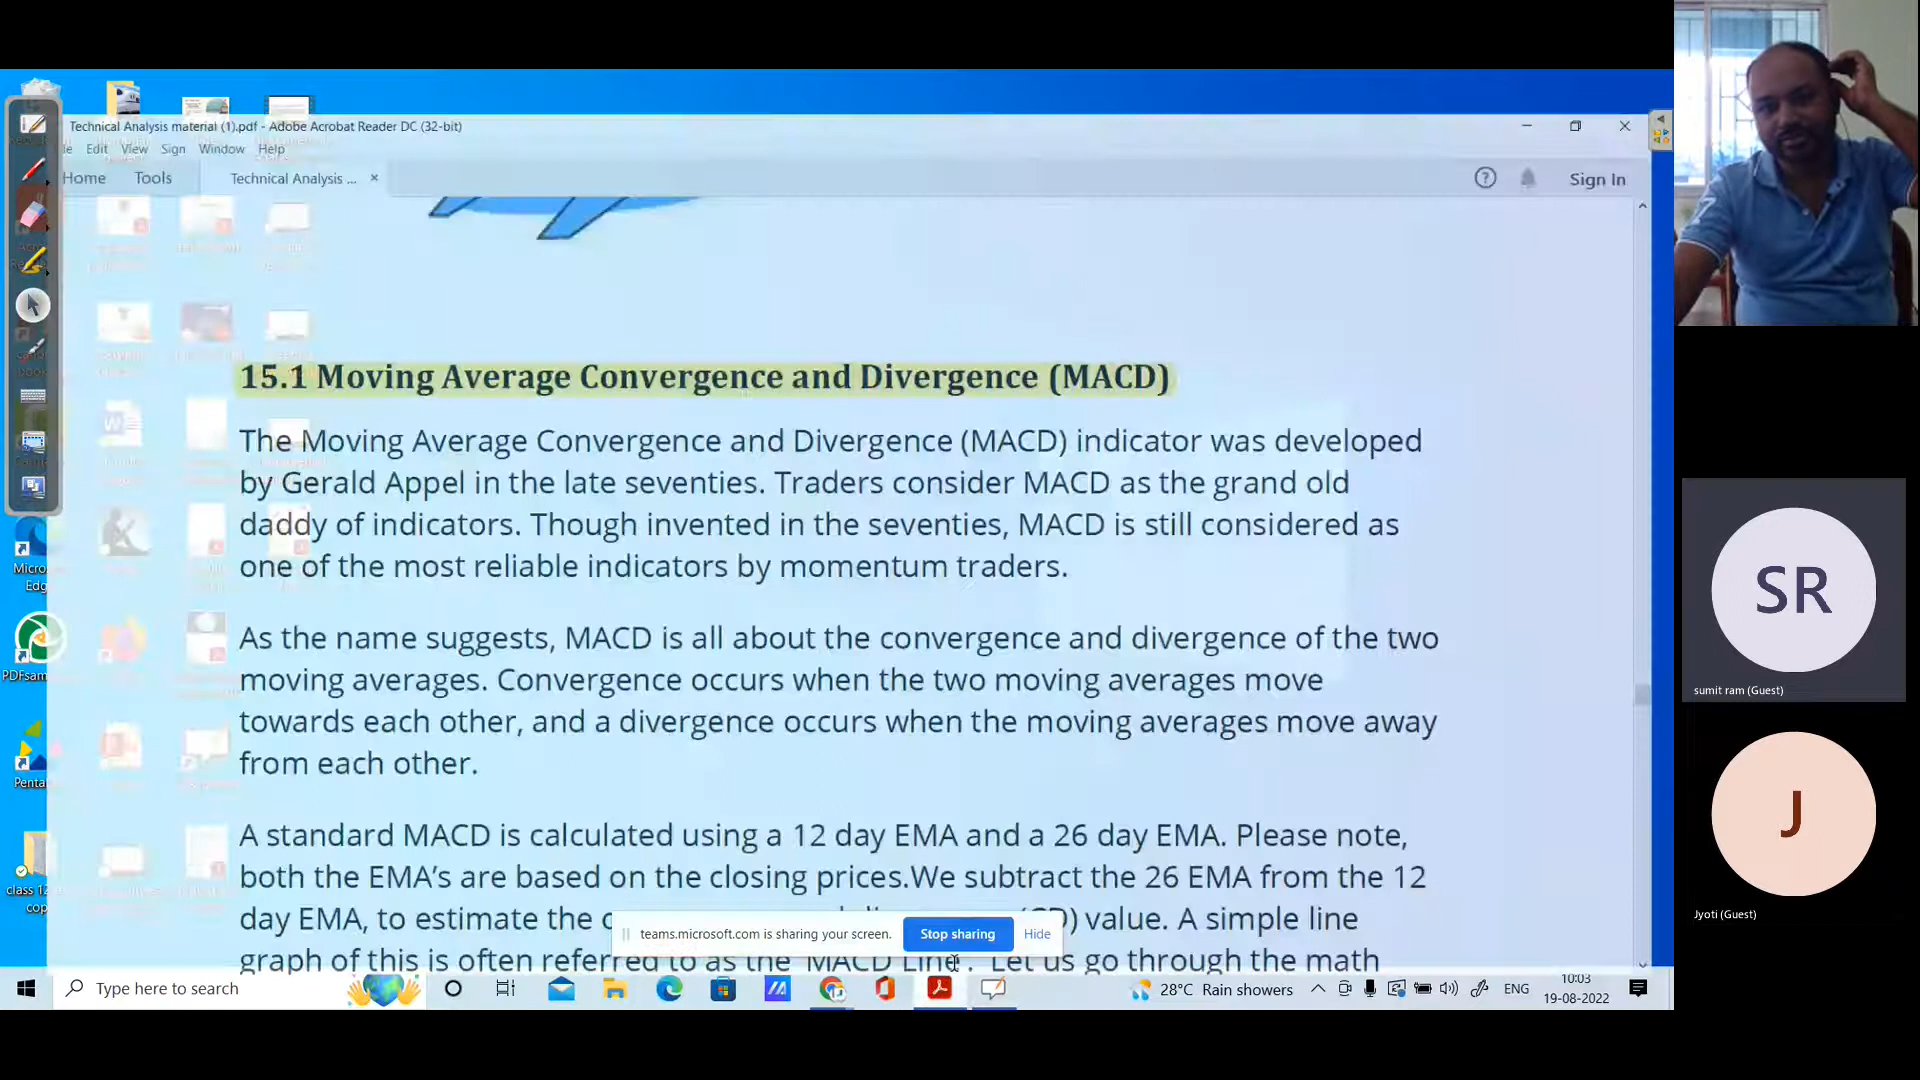 Technical Analysis material (1).pdf - Adobe Acrobat Reader DC (32-bit)
Edit View Sign Window Help
Home Tools Technical Analysis ... × Sign In
15.1 Moving Average Convergence and Divergence (MACD)
The Moving Average Convergence and Divergence (MACD) indicator was developed
by Gerald Appel in the late seventies. Traders consider MACD as the grand old
daddy of indicators. Though invented in the seventies, MACD is still considered as
one of the most reliable indicators by momentum traders.
As the name suggests, MACD is all about the convergence and divergence of the two
moving averages. Convergence occurs when the two moving averages move
towards each other, and a divergence occurs when the moving averages move away
from each other.
A standard MACD is calculated using a 12 day EMA and a 26 day EMA. Please note,
both the EMA's are based on the closing prices.We subtract the 26 EMA from the 12
day EMA, to estimate the CD) value. A simple line
graph of this is often referred to as the 'MACD Line'. Let us go through the math
teams.microsoft.com is sharing your screen. Stop sharing Hide
Micro
Edg
PDFsam
Penta
class 12
cop
Type here to search
28°C Rain showers
ENG
10:03
19-08-2022
SR
sumit ram (Guest)
J
Jyoti (Guest)